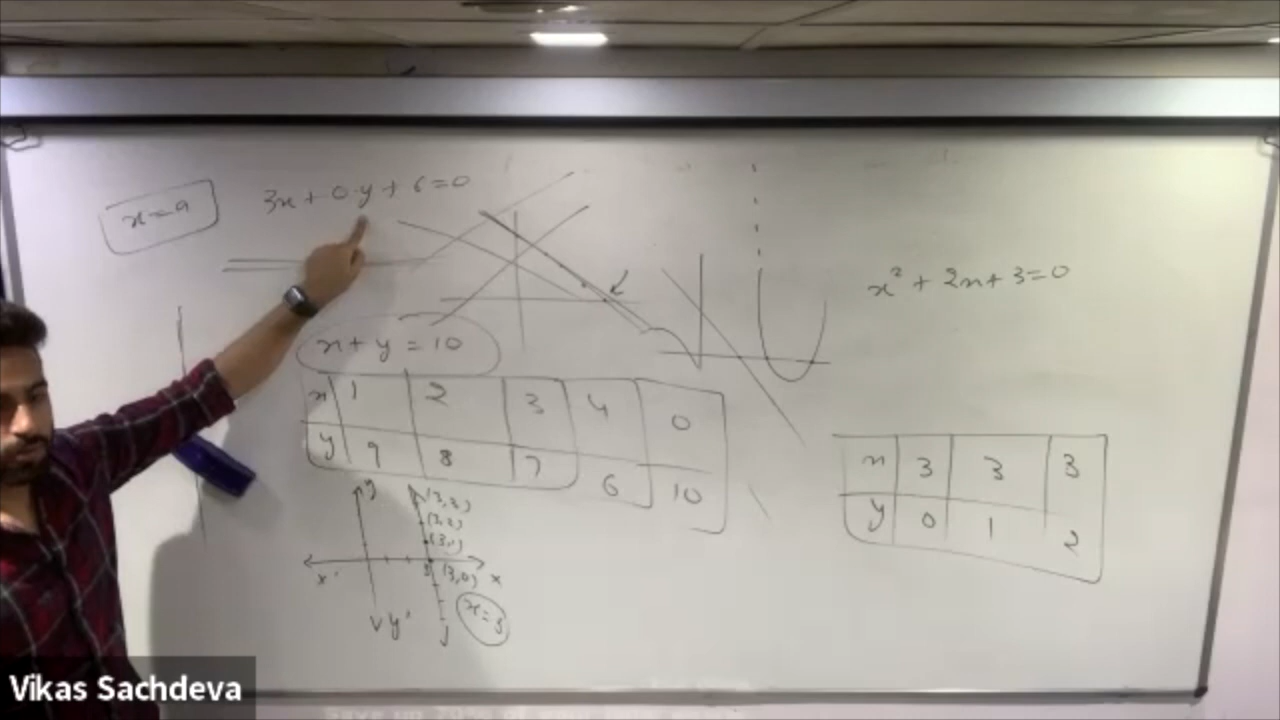 x=9
3x+0·y+6=0
x²+2x+3=0
x+y=10
x 1 2 3 4 0
y 9 8 7 6 10
x 3 3 3
y 0 1 2
y
(3,3)
(3,2)
(3,1)
x' 3 (3,0) x
y'
x=3
Vikas Sachdeva